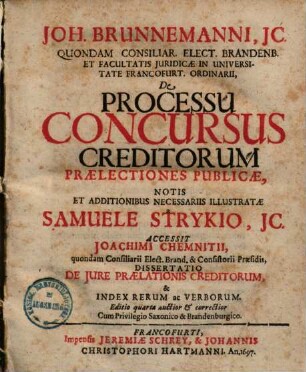 JOH. BRUNNEMANNI, JC.
QUONDAM CONSILIAR. ELECT. BRANDENB.
ET FACULTATIS JURIDICÆ IN UNIVERSI-
TATE FRANCOFURT. ORDINARII,
De
PROCESSU
CONCURSUS
CREDITORUM
PRÆLECTIONES PUBLICÆ,
NOTIS
ET ADDITIONIBUS NECESSARIIS ILLUSTRATÆ
SAMUELE STRYKIO, JC.
ACCESSIT
JOACHIMI CHEMNITII,
quondam Consiliarii Elect. Brand. & Consistorii Præsidis,
DISSERTATIO
DE JURE PRÆLATIONIS CREDITORUM,
&
INDEX RERUM ac VERBORUM.
Editio quarta auctior & correctior
Cum Privilegio Saxonico & Brandenburgico.
FRANCOFURTI,
Impensis JEREMIÆ SCHREY, & JOHANNIS
CHRISTOPHORI HARTMANNI. An. 1697.